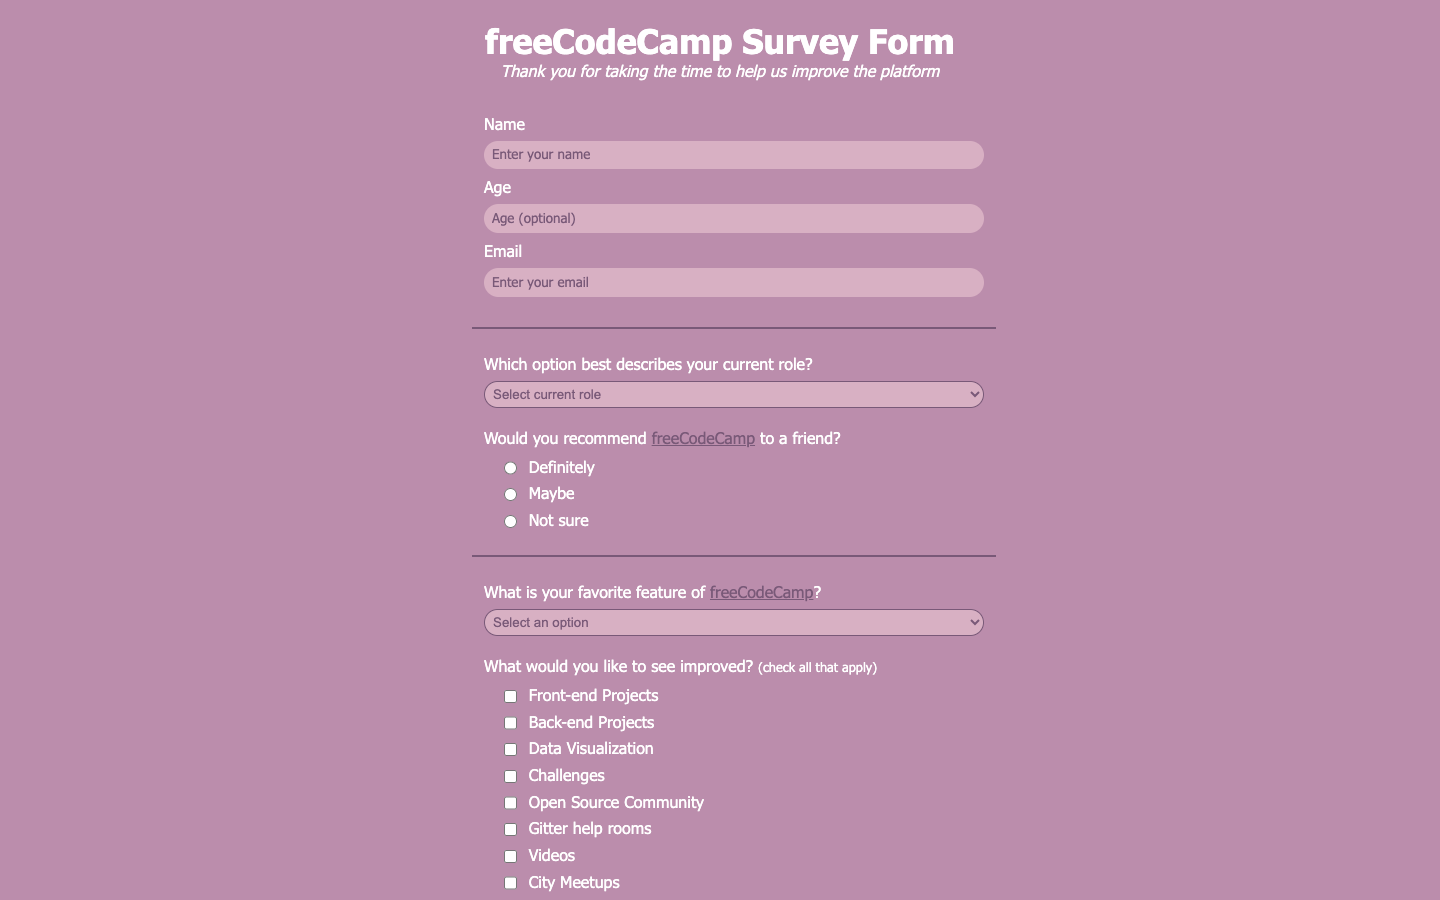 freeCodeCamp Survey Form
Thank you for taking the time to help us improve the platform
Name
Enter your name
Age
Age (optional)
Email
Enter your email
Which option best describes your current role?
Select current role
Would you recommend freeCodeCamp to a friend?
Definitely
Maybe
Not sure
What is your favorite feature of freeCodeCamp?
Select an option
What would you like to see improved? (check all that apply)
Front-end Projects
Back-end Projects
Data Visualization
Challenges
Open Source Community
Gitter help rooms
Videos
City Meetups